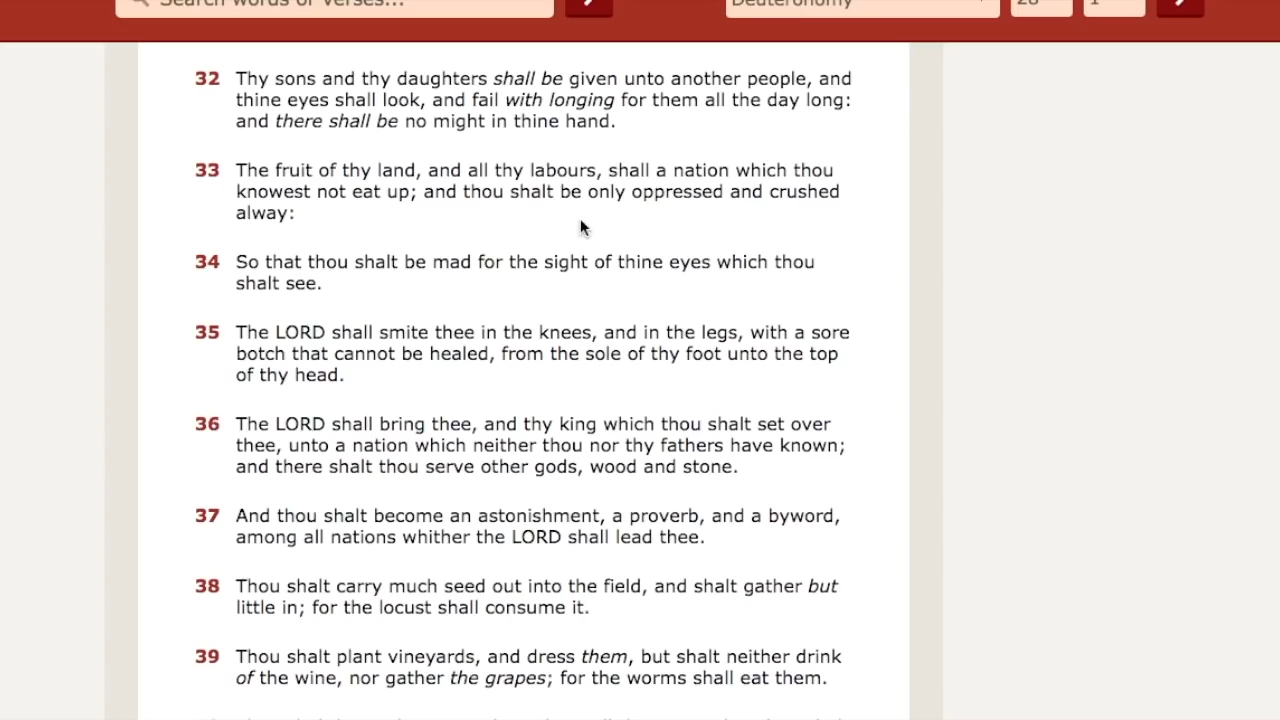 Search words or verses...
Deuteronomy
28
1
32 Thy sons and thy daughters shall be given unto another people, and
thine eyes shall look, and fail with longing for them all the day long:
and there shall be no might in thine hand.
33 The fruit of thy land, and all thy labours, shall a nation which thou
knowest not eat up; and thou shalt be only oppressed and crushed
alway:
34 So that thou shalt be mad for the sight of thine eyes which thou
shalt see.
35 The LORD shall smite thee in the knees, and in the legs, with a sore
botch that cannot be healed, from the sole of thy foot unto the top
of thy head.
36 The LORD shall bring thee, and thy king which thou shalt set over
thee, unto a nation which neither thou nor thy fathers have known;
and there shalt thou serve other gods, wood and stone.
37 And thou shalt become an astonishment, a proverb, and a byword,
among all nations whither the LORD shall lead thee.
38 Thou shalt carry much seed out into the field, and shalt gather but
little in; for the locust shall consume it.
39 Thou shalt plant vineyards, and dress them, but shalt neither drink
of the wine, nor gather the grapes; for the worms shall eat them.